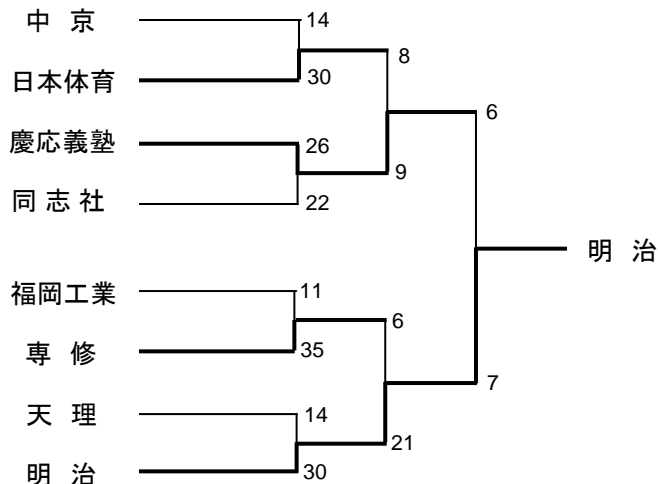 中 京
14
8
日本体育
30
6
慶応義塾
26
9
同 志 社
22
明 治
福岡工業
11
6
専 修
35
7
天 理
14
21
明 治
30